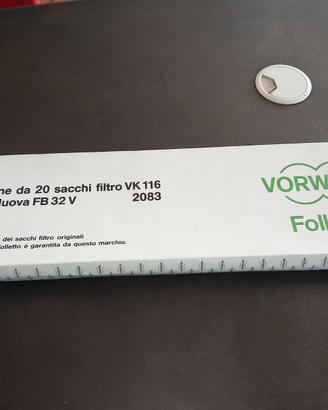 ne da 20 sacchi filtro VK 116
Nuova FB 32 V 2083
dei sacchi filtro originali
olletto è garantita da questo marchio.
VORW
Foll